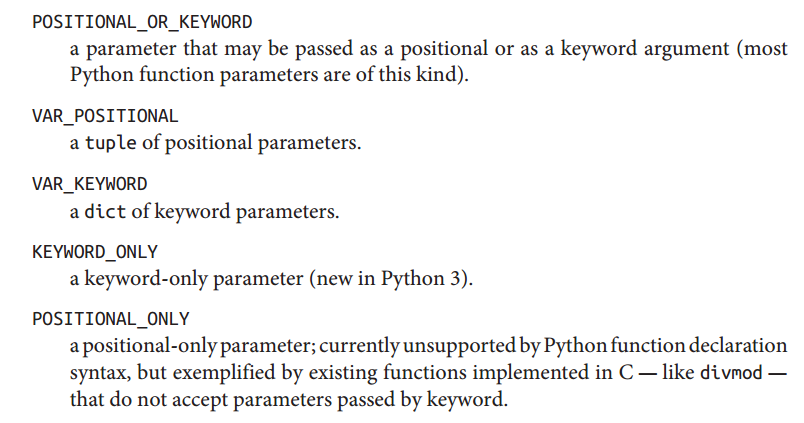 POSITIONAL_OR_KEYWORD
a parameter that may be passed as a positional or as a keyword argument (most
Python function parameters are of this kind).
VAR_POSITIONAL
a tuple of positional parameters.
VAR_KEYWORD
a dict of keyword parameters.
KEYWORD_ONLY
a keyword-only parameter (new in Python 3).
POSITIONAL_ONLY
a positional-only parameter; currently unsupported by Python function declaration
syntax, but exemplified by existing functions implemented in C — like divmod —
that do not accept parameters passed by keyword.